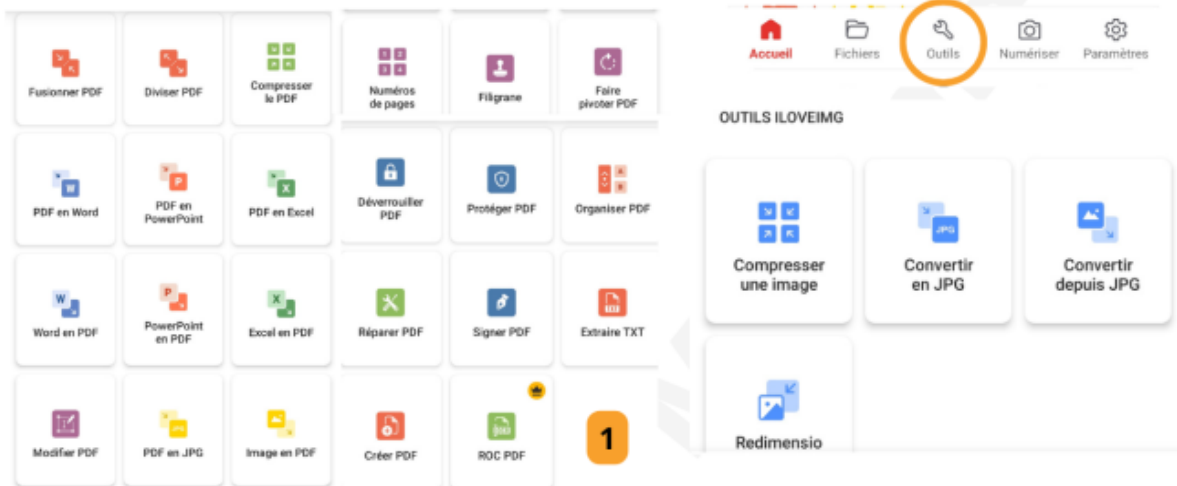 Fusionner PDF
Diviser PDF
Compresser
le PDF
Numéros
de pages
Filigrane
Faire
pivoter PDF
PDF en Word
PDF en
PowerPoint
PDF en Excel
Déverrouiller
PDF
Protéger PDF
Organiser PDF
Word en PDF
PowerPoint
en PDF
Excel en PDF
Réparer PDF
Signer PDF
Extraire TXT
Modifier PDF
PDF en JPG
Image en PDF
Créer PDF
ROC PDF
1
Accueil
Fichiers
Outils
Numériser
Paramètres
OUTILS ILOVEIMG
Compresser
une image
JPG
Convertir
en JPG
Convertir
depuis JPG
Redimensio